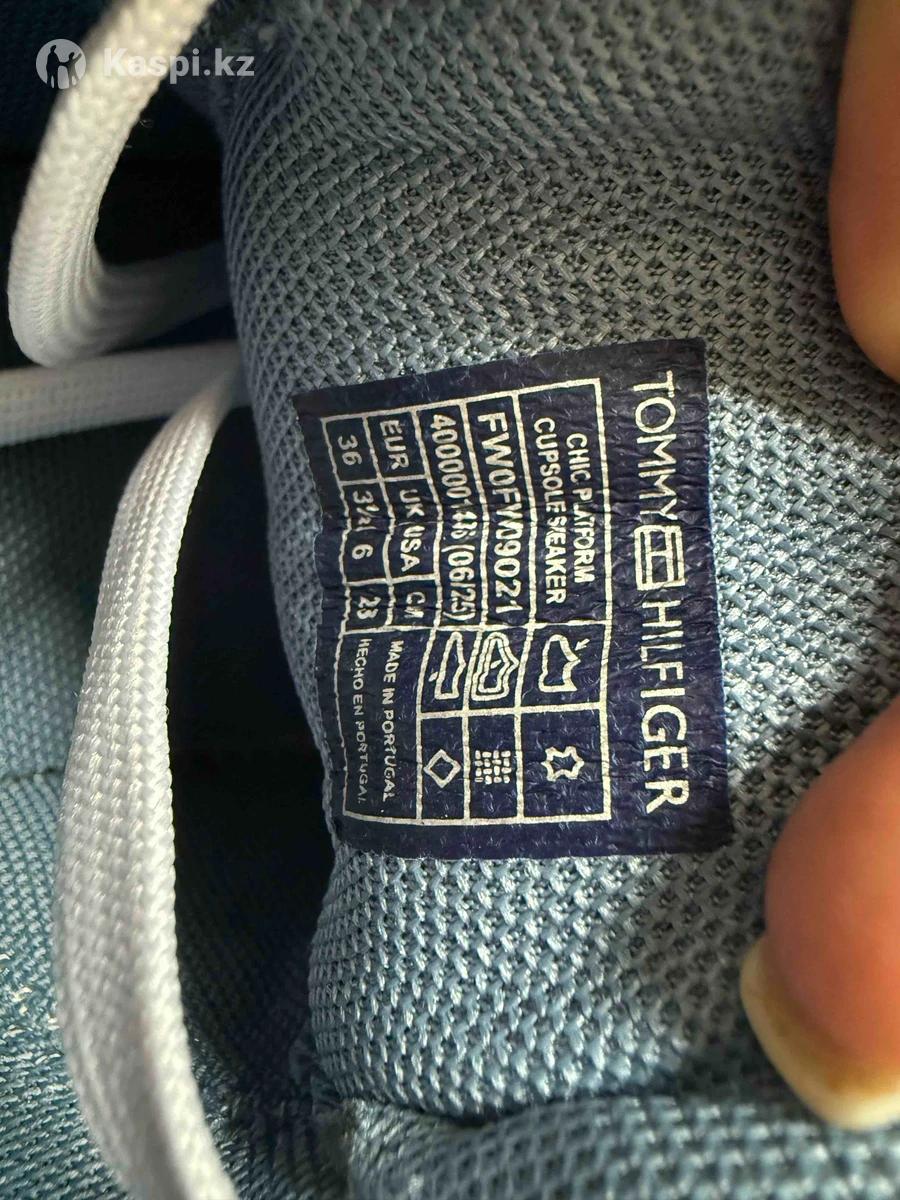 Kaspi.kz
TOMMY HILFIGER
CHIC PLATFORM
CUPSOLE SNEAKER
FW0FW09021
(06/25)
EUR UK USA CM
36 3½ 6 23
MADE IN PORTUGAL
HECHO EN PORTUGAL